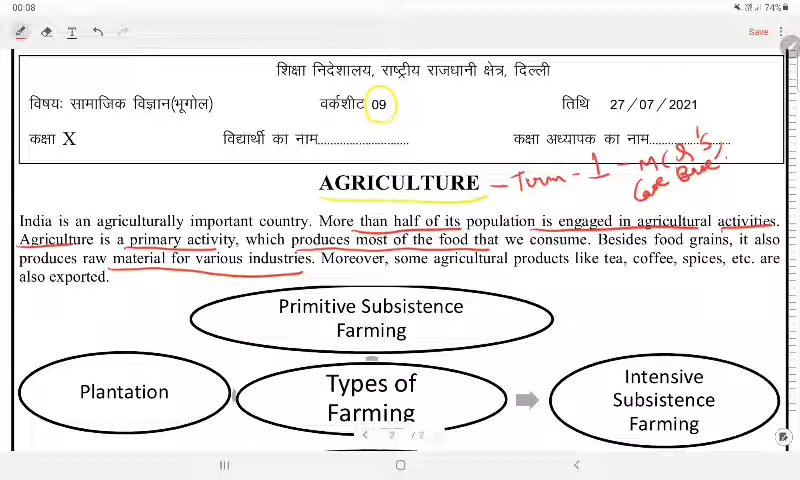 00:08
74%
T
Save
शिक्षा निदेशालय, राष्ट्रीय राजधानी क्षेत्र, दिल्ली
विषय: सामाजिक विज्ञान(भूगोल) वर्कशीट 09 तिथि 27/07/2021
कक्षा X विद्यार्थी का नाम........................... कक्षा अध्यापक का नाम........................
AGRICULTURE – Term - 1 - MCQ's
Case Base
India is an agriculturally important country. More than half of its population is engaged in agricultural activities.
Agriculture is a primary activity, which produces most of the food that we consume. Besides food grains, it also
produces raw material for various industries. Moreover, some agricultural products like tea, coffee, spices, etc. are
also exported.
Primitive Subsistence
Farming
Plantation
Types of
Farming
Intensive
Subsistence
Farming
2 / 2